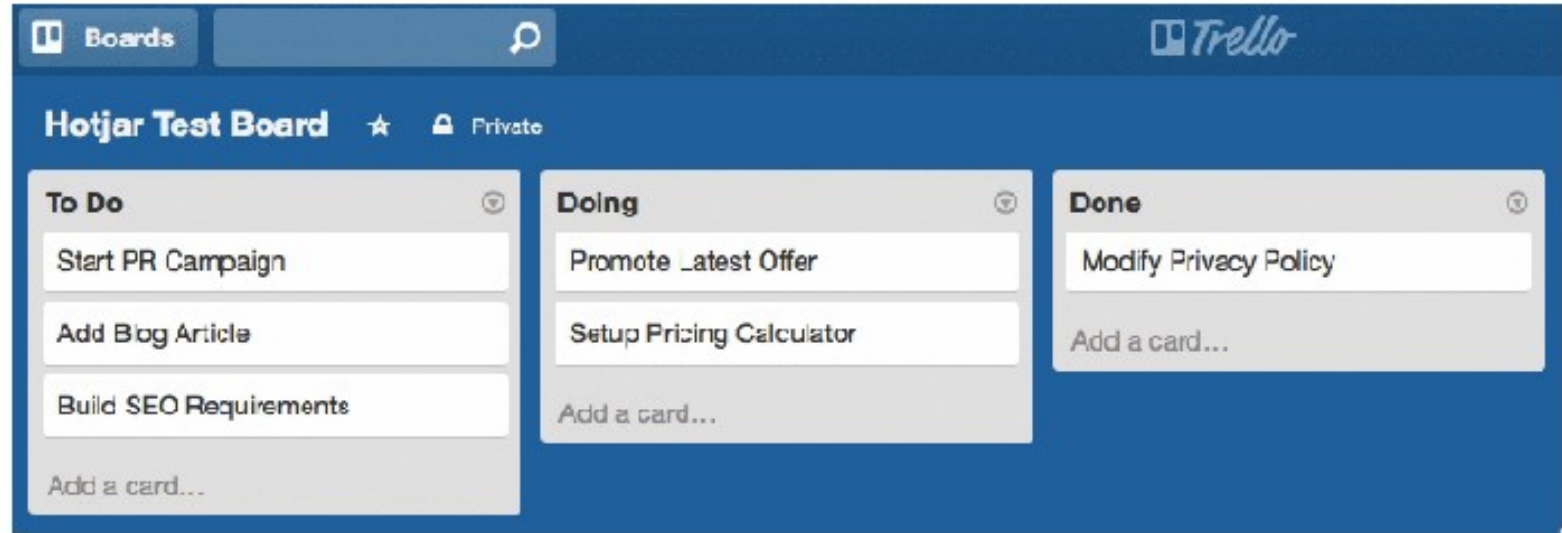 Boards
Trello
Hotjar Test Board Private
To Do
Start PR Campaign
Add Blog Article
Build SEO Requirements
Add a card...
Doing
Promote Latest Offer
Setup Pricing Calculator
Add a card...
Done
Modify Privacy Policy
Add a card...